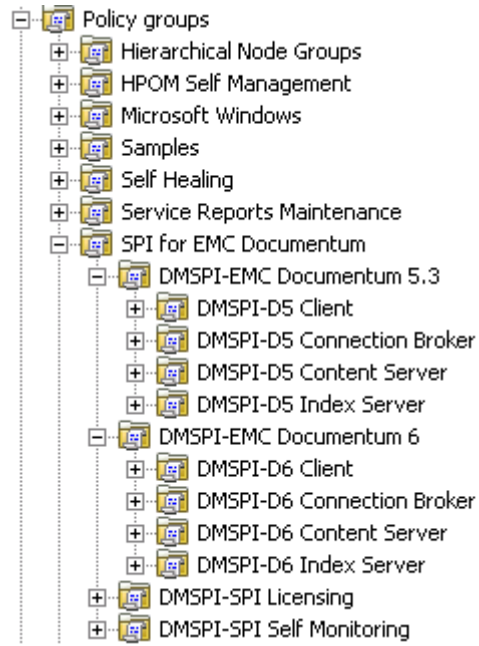 Policy groups
Hierarchical Node Groups
HPOM Self Management
Microsoft Windows
Samples
Self Healing
Service Reports Maintenance
SPI for EMC Documentum
DMSPI-EMC Documentum 5.3
DMSPI-D5 Client
DMSPI-D5 Connection Broker
DMSPI-D5 Content Server
DMSPI-D5 Index Server
DMSPI-EMC Documentum 6
DMSPI-D6 Client
DMSPI-D6 Connection Broker
DMSPI-D6 Content Server
DMSPI-D6 Index Server
DMSPI-SPI Licensing
DMSPI-SPI Self Monitoring